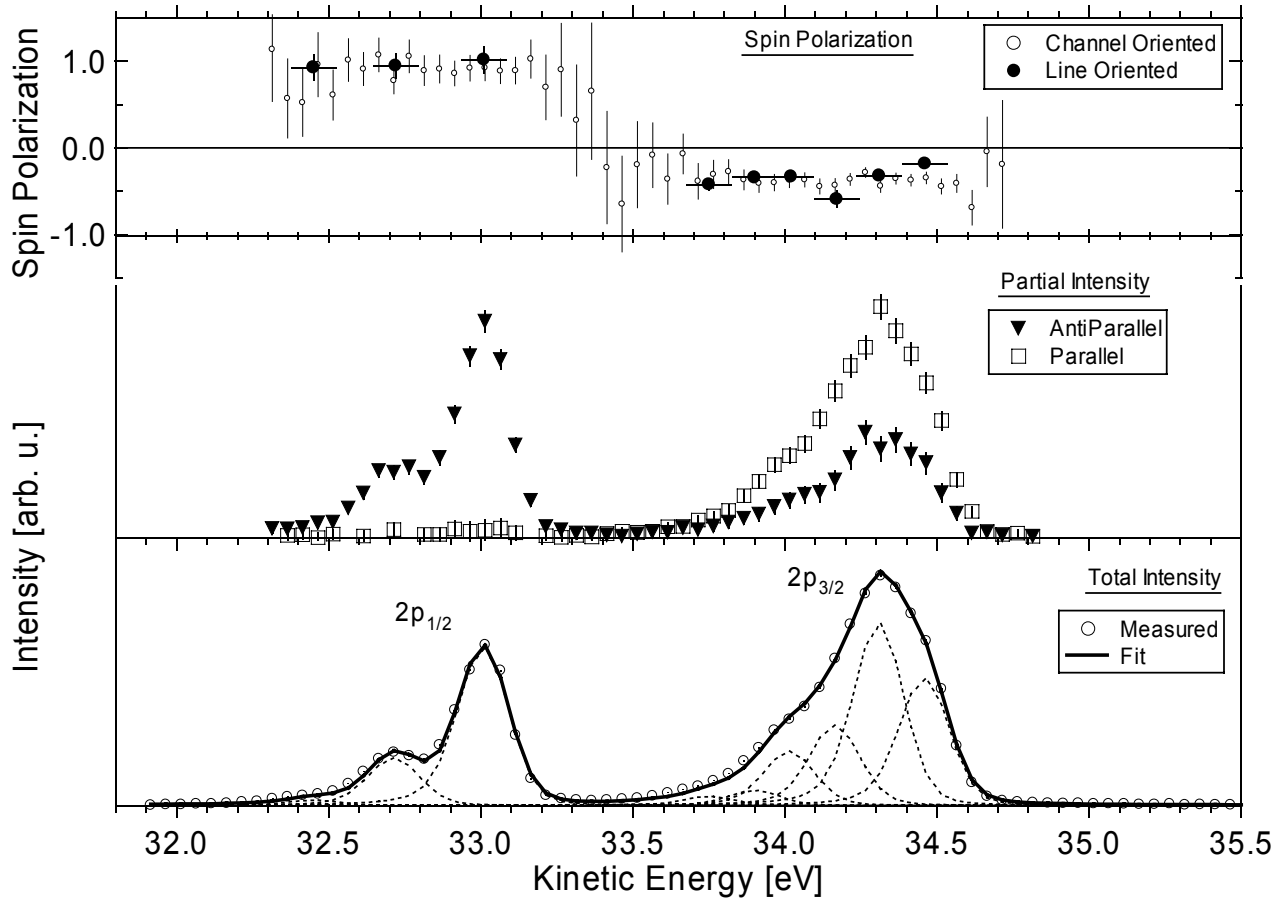 Spin Polarization
Spin Polarization
Channel Oriented
Line Oriented
1.0
0.0
-1.0
Partial Intensity
AntiParallel
Parallel
Intensity [arb. u.]
2p1/2
2p3/2
Total Intensity
Measured
Fit
32.0 32.5 33.0 33.5 34.0 34.5 35.0 35.5
Kinetic Energy [eV]